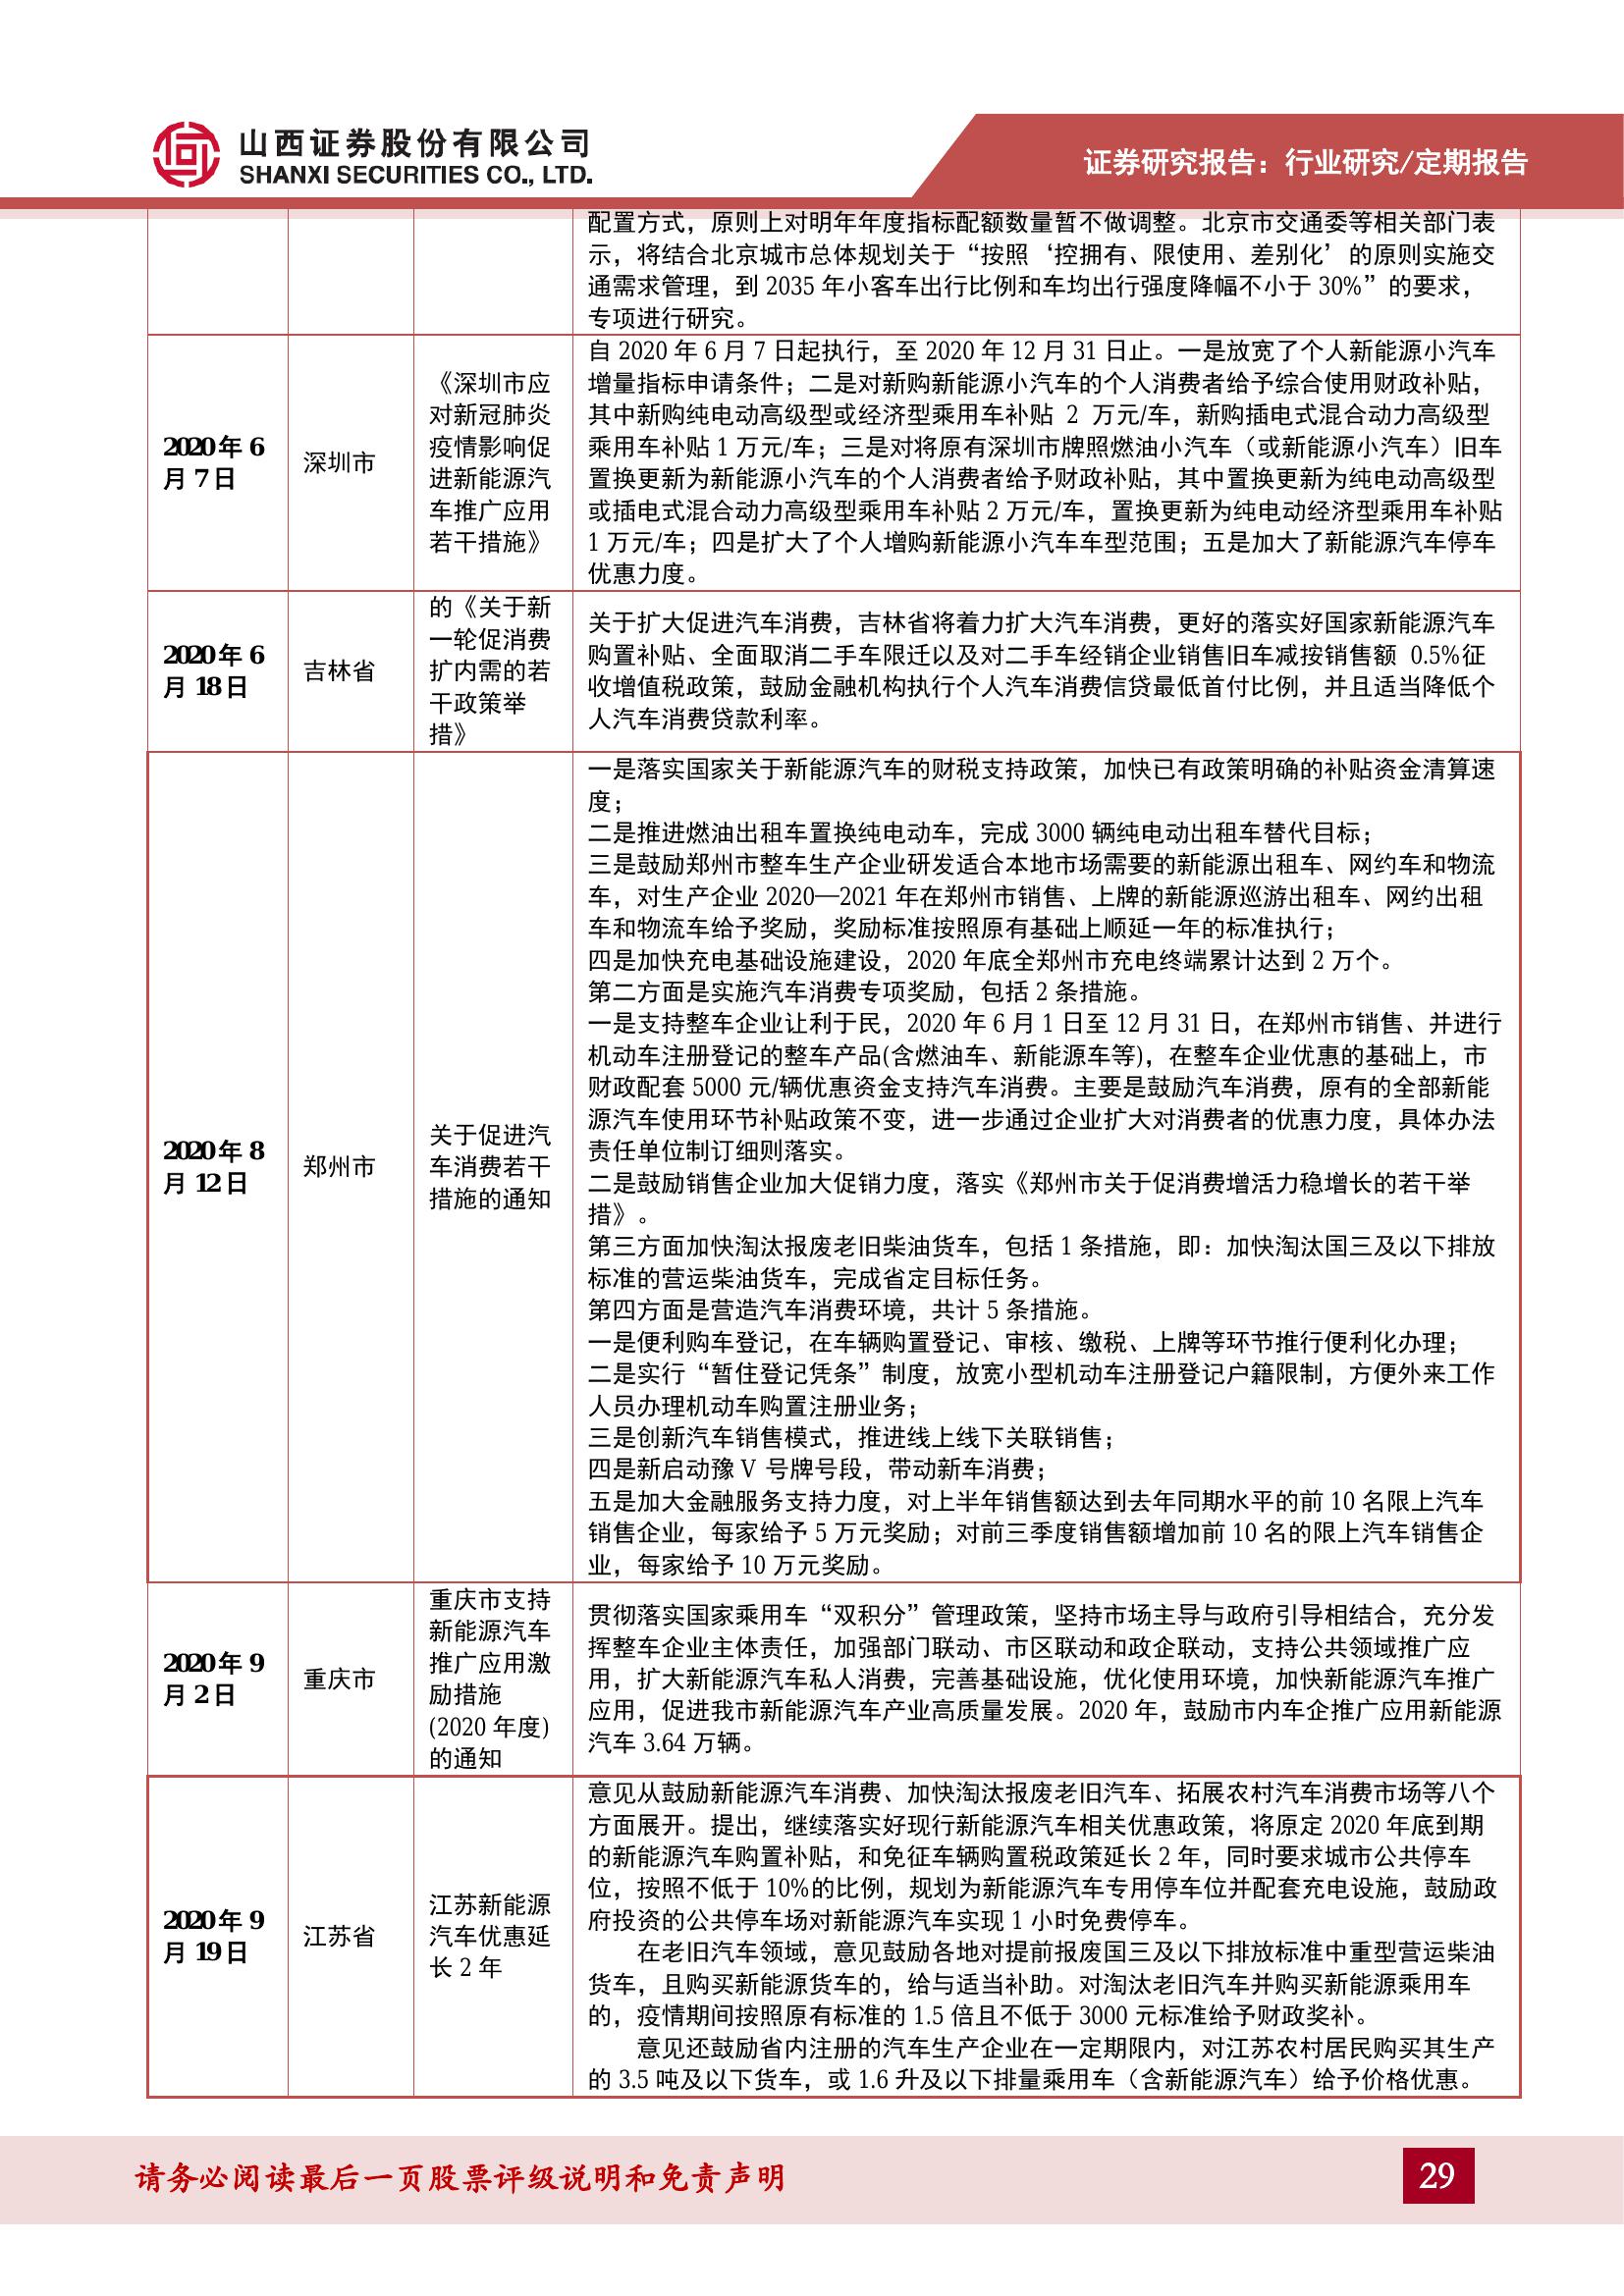 山西证券股份有限公司
SHANXI SECURITIES CO., LTD.
证券研究报告：行业研究/定期报告
配置方式，原则上对明年年度指标配额数量暂不做调整。北京市交通委等相关部门表
示，将结合北京城市总体规划关于“按照‘控拥有、限使用、差别化’的原则实施交
通需求管理，到 2035 年小客车出行比例和车均出行强度降幅不小于 30%”的要求，
专项进行研究。
2020 年 6
月 7 日
深圳市
《深圳市应
对新冠肺炎
疫情影响促
进新能源汽
车推广应用
若干措施》
自 2020 年 6 月 7 日起执行，至 2020 年 12 月 31 日止。一是放宽了个人新能源小汽车
增量指标申请条件；二是对新购新能源小汽车的个人消费者给予综合使用财政补贴，
其中新购纯电动高级型或经济型乘用车补贴 2 万元/车，新购插电式混合动力高级型
乘用车补贴 1 万元/车；三是对将原有深圳市牌照燃油小汽车（或新能源小汽车）旧车
置换更新为新能源小汽车的个人消费者给予财政补贴，其中置换更新为纯电动高级型
或插电式混合动力高级型乘用车补贴 2 万元/车，置换更新为纯电动经济型乘用车补贴
1 万元/车；四是扩大了个人增购新能源小汽车车型范围；五是加大了新能源汽车停车
优惠力度。
2020 年 6
月 18 日
吉林省
的《关于新
一轮促消费
扩内需的若
干政策举
措》
关于扩大促进汽车消费，吉林省将着力扩大汽车消费，更好的落实好国家新能源汽车
购置补贴、全面取消二手车限迁以及对二手车经销企业销售旧车减按销售额 0.5%征
收增值税政策，鼓励金融机构执行个人汽车消费信贷最低首付比例，并且适当降低个
人汽车消费贷款利率。
2020 年 8
月 12 日
郑州市
关于促进汽
车消费若干
措施的通知
一是落实国家关于新能源汽车的财税支持政策，加快已有政策明确的补贴资金清算速
度；
二是推进燃油出租车置换纯电动车，完成 3000 辆纯电动出租车替代目标；
三是鼓励郑州市整车生产企业研发适合本地市场需要的新能源出租车、网约车和物流
车，对生产企业 2020—2021 年在郑州市销售、上牌的新能源巡游出租车、网约出租
车和物流车给予奖励，奖励标准按照原有基础上顺延一年的标准执行；
四是加快充电基础设施建设，2020 年底全郑州市充电终端累计达到 2 万个。
第二方面是实施汽车消费专项奖励，包括 2 条措施。
一是支持整车企业让利于民，2020 年 6 月 1 日至 12 月 31 日，在郑州市销售、并进行
机动车注册登记的整车产品(含燃油车、新能源车等)，在整车企业优惠的基础上，市
财政配套 5000 元/辆优惠资金支持汽车消费。主要是鼓励汽车消费，原有的全部新能
源汽车使用环节补贴政策不变，进一步通过企业扩大对消费者的优惠力度，具体办法
责任单位制订细则落实。
二是鼓励销售企业加大促销力度，落实《郑州市关于促消费增活力稳增长的若干举
措》。
第三方面加快淘汰报废老旧柴油货车，包括 1 条措施，即：加快淘汰国三及以下排放
标准的营运柴油货车，完成省定目标任务。
第四方面是营造汽车消费环境，共计 5 条措施。
一是便利购车登记，在车辆购置登记、审核、缴税、上牌等环节推行便利化办理；
二是实行“暂住登记凭条”制度，放宽小型机动车注册登记户籍限制，方便外来工作
人员办理机动车购置注册业务；
三是创新汽车销售模式，推进线上线下关联销售；
四是新启动豫 V 号牌号段，带动新车消费；
五是加大金融服务支持力度，对上半年销售额达到去年同期水平的前 10 名限上汽车
销售企业，每家给予 5 万元奖励；对前三季度销售额增加前 10 名的限上汽车销售企
业，每家给予 10 万元奖励。
2020 年 9
月 2 日
重庆市
重庆市支持
新能源汽车
推广应用激
励措施
(2020 年度)
的通知
贯彻落实国家乘用车“双积分”管理政策，坚持市场主导与政府引导相结合，充分发
挥整车企业主体责任，加强部门联动、市区联动和政企联动，支持公共领域推广应
用，扩大新能源汽车私人消费，完善基础设施，优化使用环境，加快新能源汽车推广
应用，促进我市新能源汽车产业高质量发展。2020 年，鼓励市内车企推广应用新能源
汽车 3.64 万辆。
2020 年 9
月 19 日
江苏省
江苏新能源
汽车优惠延
长 2 年
意见从鼓励新能源汽车消费、加快淘汰报废老旧汽车、拓展农村汽车消费市场等八个
方面展开。提出，继续落实好现行新能源汽车相关优惠政策，将原定 2020 年底到期
的新能源汽车购置补贴，和免征车辆购置税政策延长 2 年，同时要求城市公共停车
位，按照不低于 10%的比例，规划为新能源汽车专用停车位并配套充电设施，鼓励政
府投资的公共停车场对新能源汽车实现 1 小时免费停车。
在老旧汽车领域，意见鼓励各地对提前报废国三及以下排放标准中重型营运柴油
货车，且购买新能源货车的，给与适当补助。对淘汰老旧汽车并购买新能源乘用车
的，疫情期间按照原有标准的 1.5 倍且不低于 3000 元标准给予财政奖补。
意见还鼓励省内注册的汽车生产企业在一定期限内，对江苏农村居民购买其生产
的 3.5 吨及以下货车，或 1.6 升及以下排量乘用车（含新能源汽车）给予价格优惠。
请务必阅读最后一页股票评级说明和免责声明
29